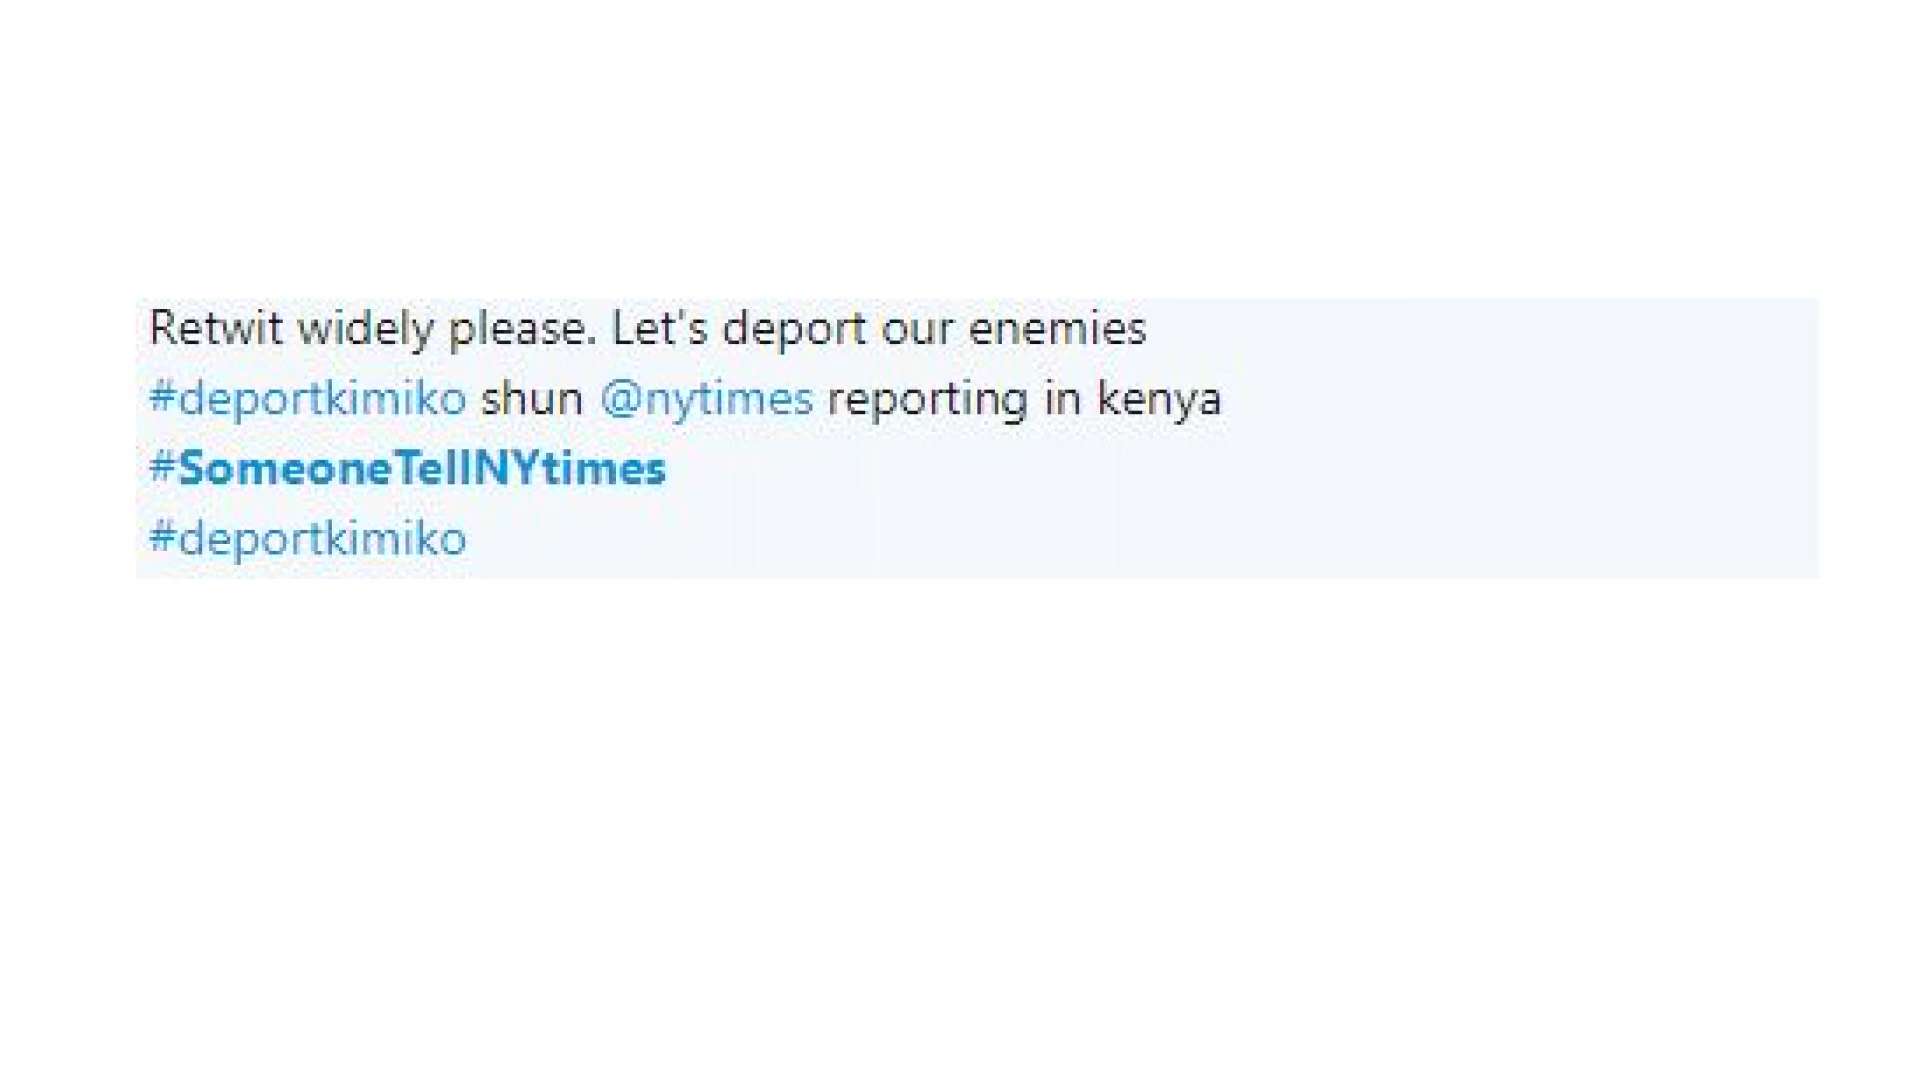 Retwit widely please. Let's deport our enemies
#deportkimiko shun @nytimes reporting in kenya
#SomeoneTellNYtimes
#deportkimiko